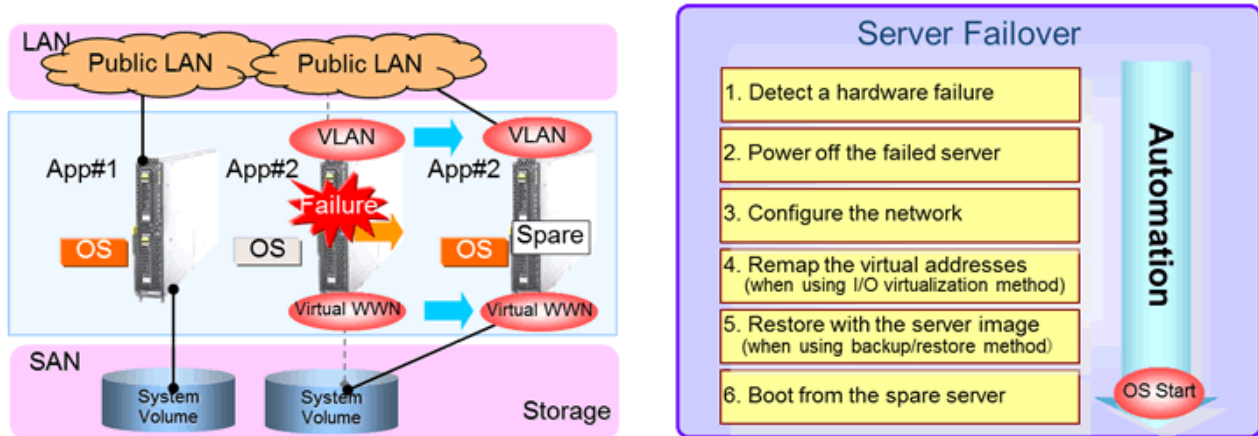 LAN
Public LAN
Public LAN
VLAN
VLAN
App#1
App#2
App#2
Failure
OS
OS
OS
Spare
Virtual WWN
Virtual WWN
SAN
System
Volume
System
Volume
Storage
Server Failover
1. Detect a hardware failure
2. Power off the failed server
3. Configure the network
4. Remap the virtual addresses
(when using I/O virtualization method)
5. Restore with the server image
(when using backup/restore method)
6. Boot from the spare server
Automation
OS Start